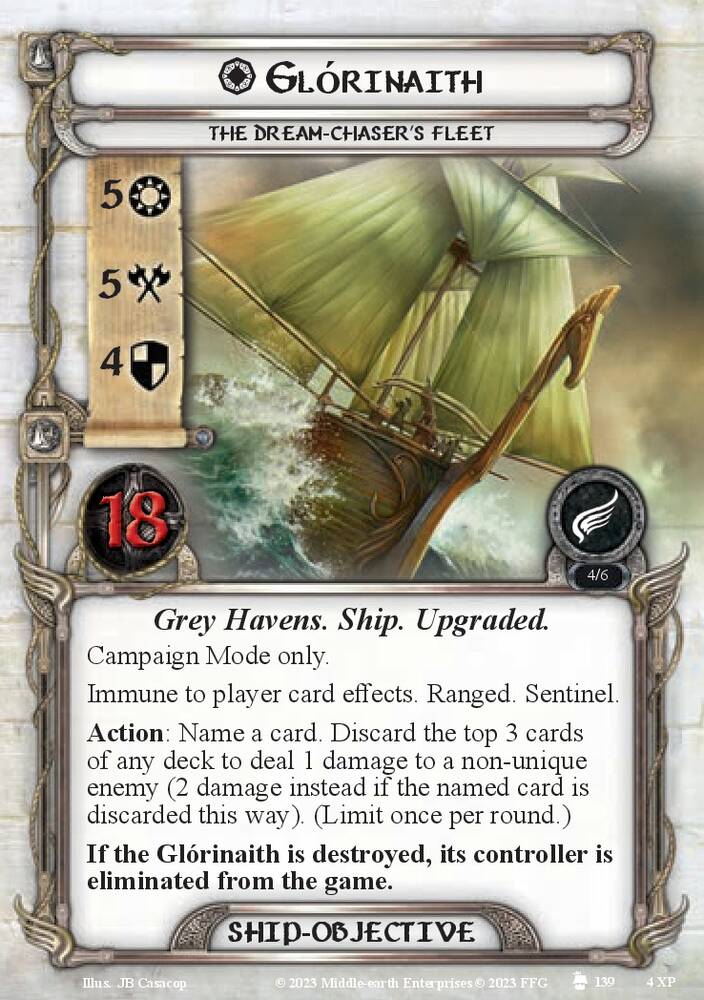 Glórinaith
The Dream-chaser's Fleet
5
5
4
18
4/6
Grey Havens. Ship. Upgraded.
Campaign Mode only.
Immune to player card effects. Ranged. Sentinel.
Action: Name a card. Discard the top 3 cards
of any deck to deal 1 damage to a non-unique
enemy (2 damage instead if the named card is
discarded this way). (Limit once per round.)
If the Glórinaith is destroyed, its controller is
eliminated from the game.
Ship-Objective
Illus. JB Casacop © 2023 Middle-earth Enterprises © 2023 FFG 139 4 XP